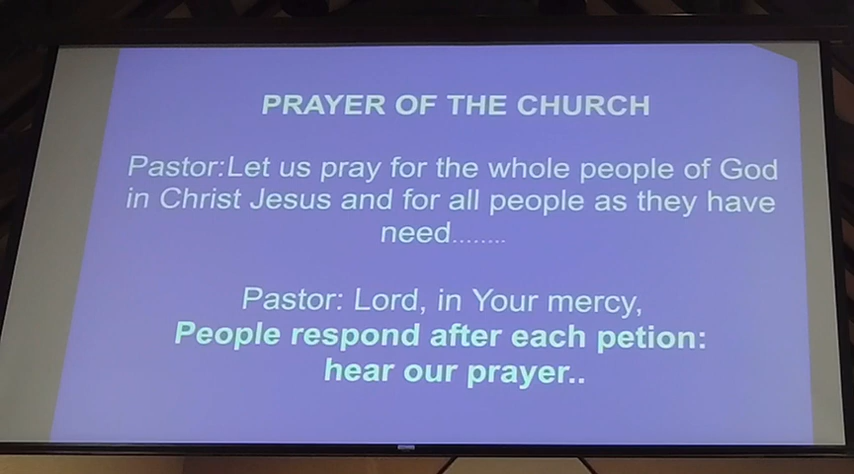 PRAYER OF THE CHURCH
Pastor:Let us pray for the whole people of God
in Christ Jesus and for all people as they have
need........
Pastor: Lord, in Your mercy,
People respond after each petion:
hear our prayer..